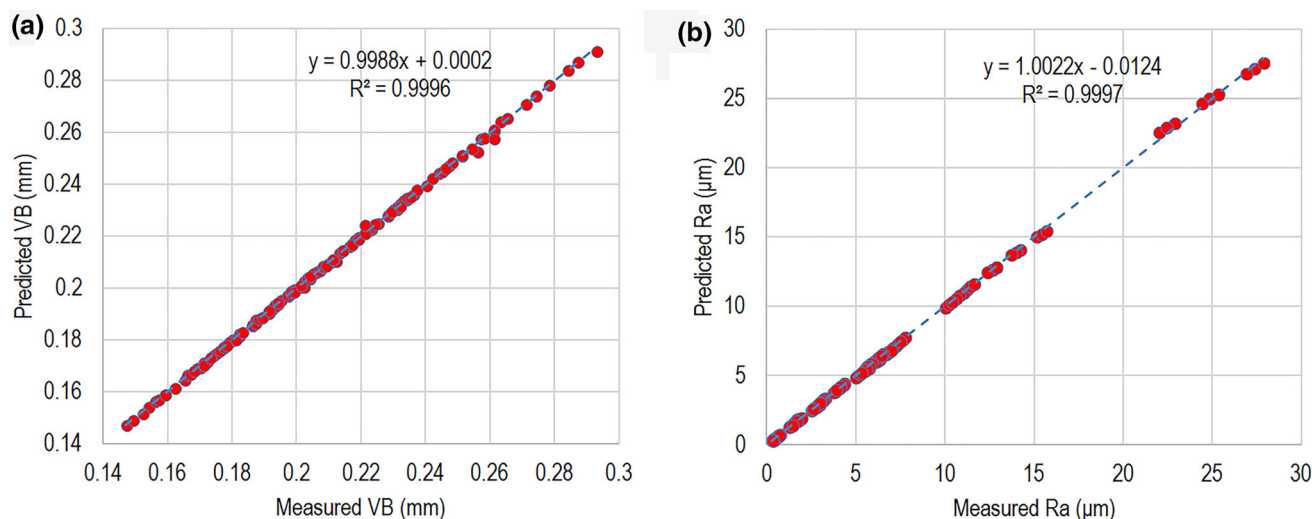 (a)
0.3
0.28
0.26
0.24
0.22
0.2
0.18
0.16
0.14
Predicted VB (mm)
y = 0.9988x + 0.0002
R² = 0.9996
0.14 0.16 0.18 0.2 0.22 0.24 0.26 0.28 0.3
Measured VB (mm)
(b)
30
25
20
15
10
5
0
Predicted Ra (µm)
y = 1.0022x - 0.0124
R² = 0.9997
0 5 10 15 20 25 30
Measured Ra (µm)